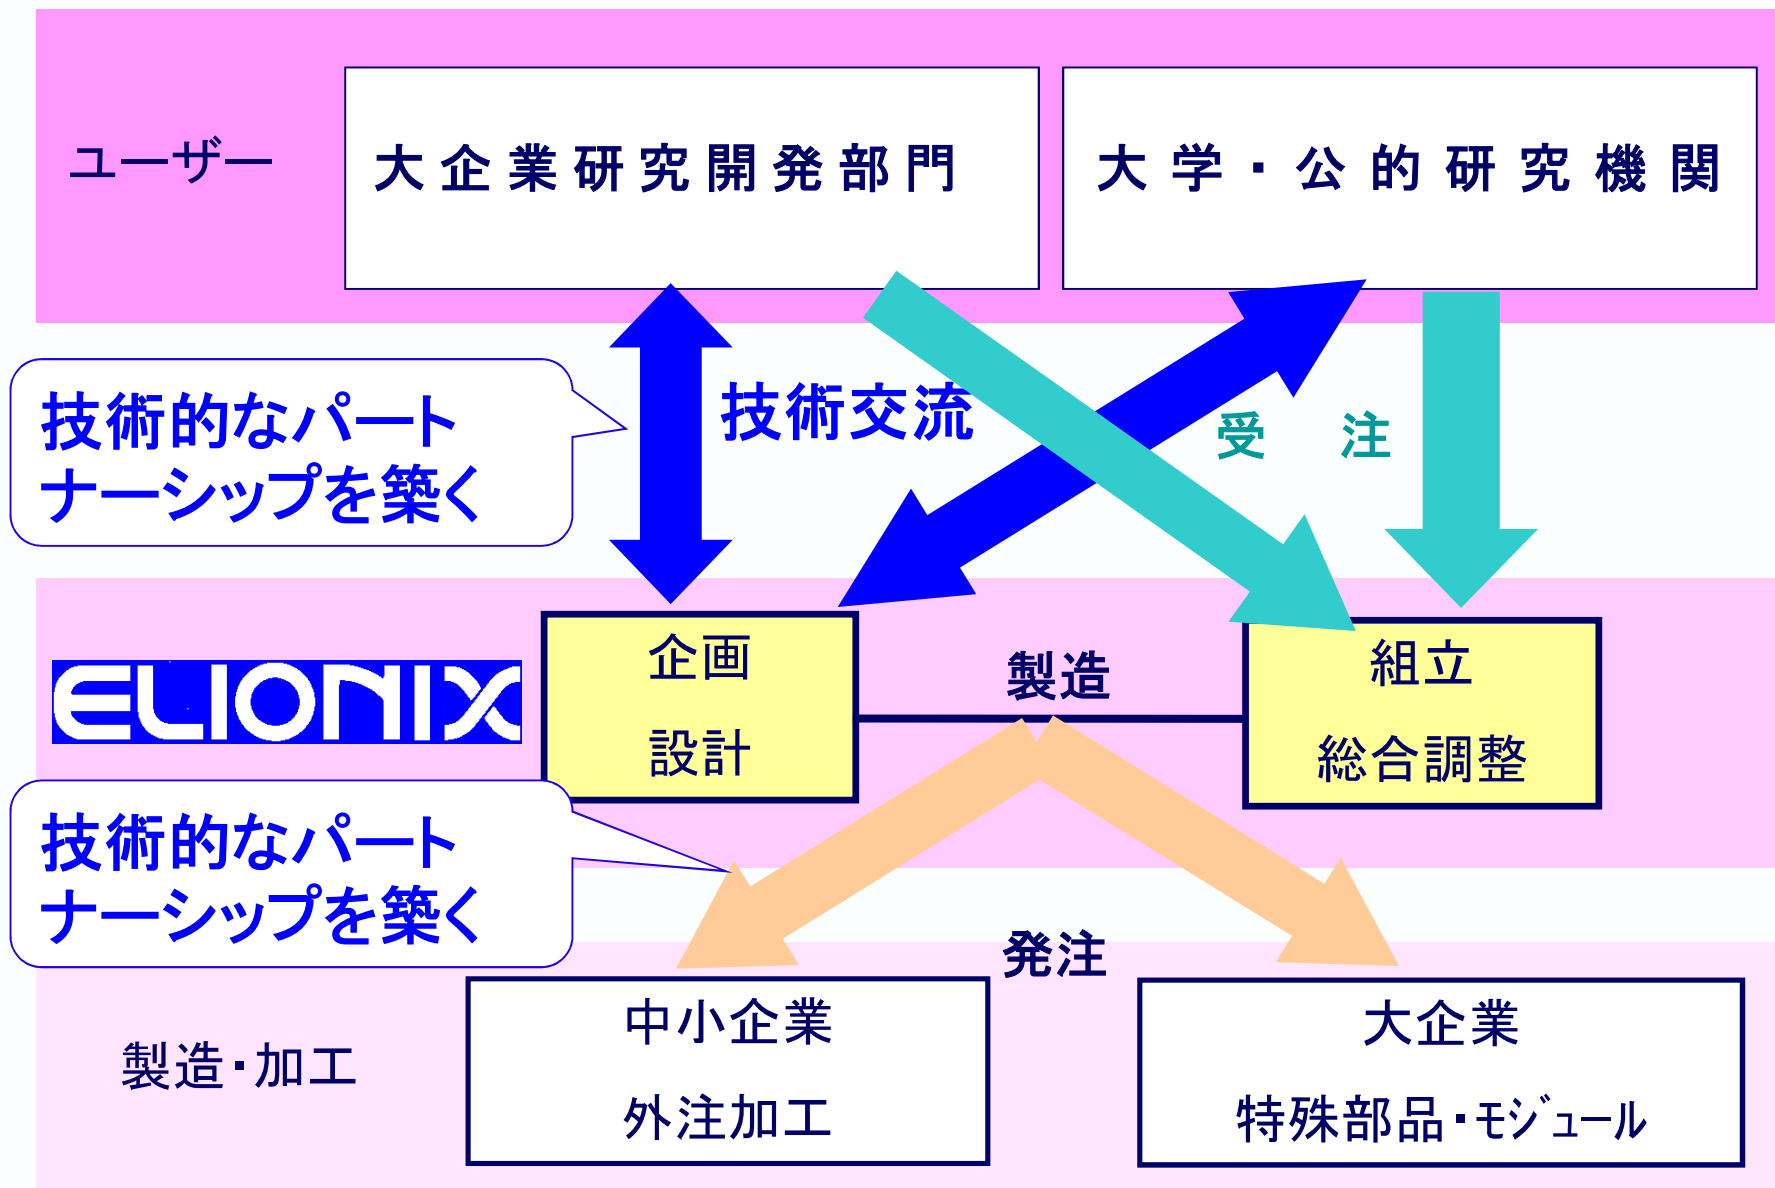 ユーザー
大企業研究開発部門
大学・公的研究機関
技術的なパート
ナーシップを築く
技術交流
受　注
ELIONIX
企画
設計
製造
組立
総合調整
技術的なパート
ナーシップを築く
発注
製造・加工
中小企業
外注加工
大企業
特殊部品・ﾓｼﾞｭｰﾙ